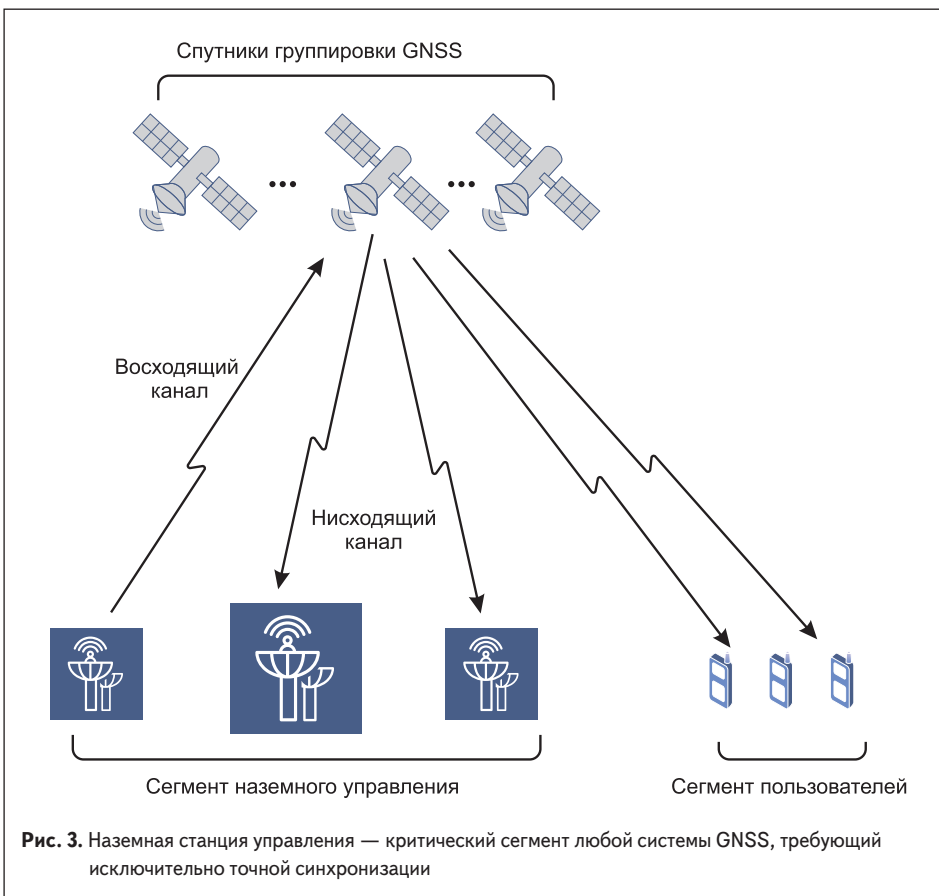 Спутники группировки GNSS
...
...
Восходящий
канал
Нисходящий
канал
Сегмент наземного управления
Сегмент пользователей
Рис. 3. Наземная станция управления — критический сегмент любой системы GNSS, требующий
исключительно точной синхронизации